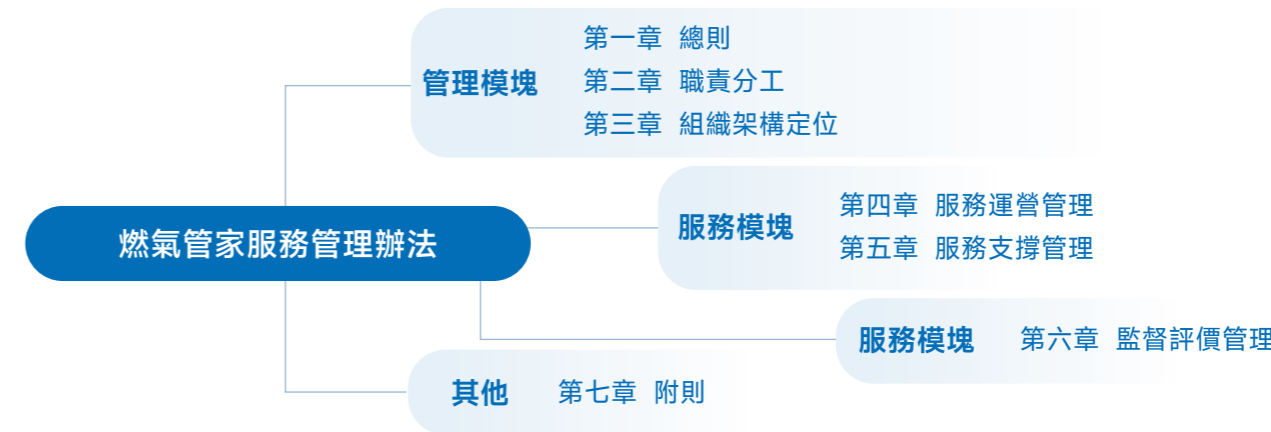 燃氣管家服務管理辦法
管理模塊
第一章 總則
第二章 職責分工
第三章 組織架構定位
服務模塊
第四章 服務運營管理
第五章 服務支撐管理
服務模塊
第六章 監督評價管理
其他
第七章 附則